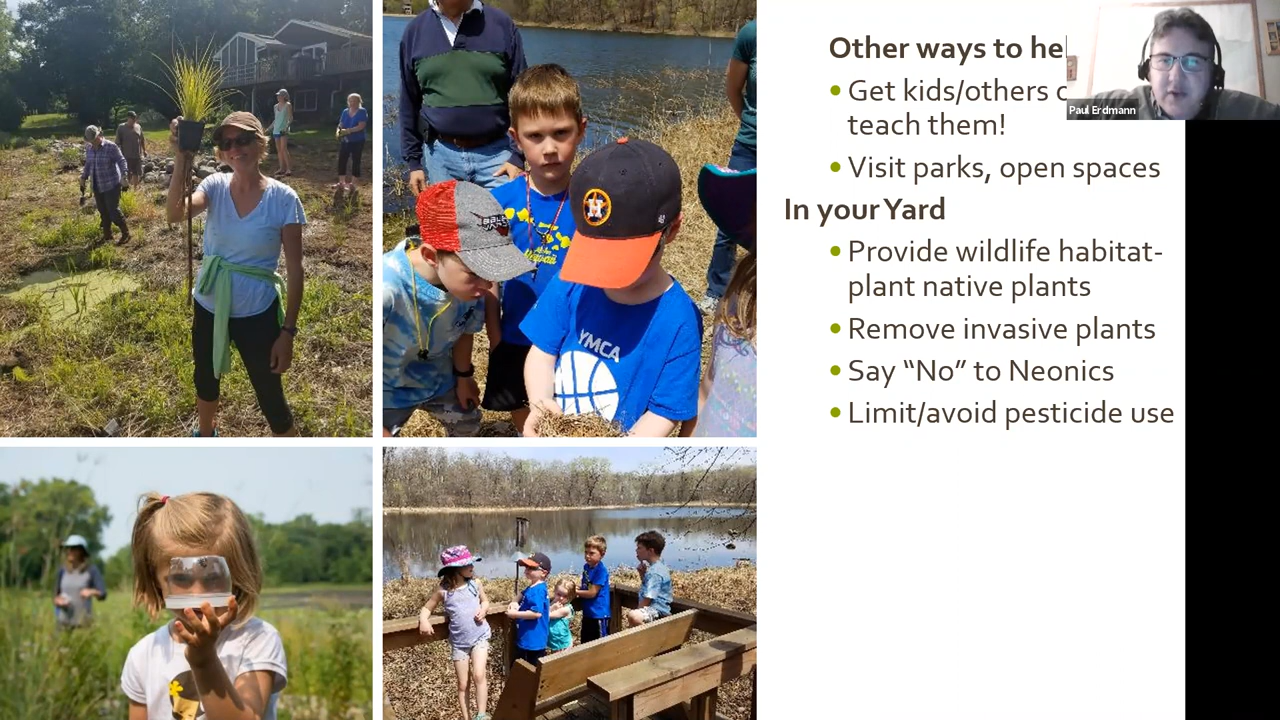 Other ways to hel
Paul Erdmann
• Get kids/others
teach them!
• Visit parks, open spaces
In your Yard
• Provide wildlife habitat-
plant native plants
• Remove invasive plants
• Say “No” to Neonics
• Limit/avoid pesticide use
YMCA
H